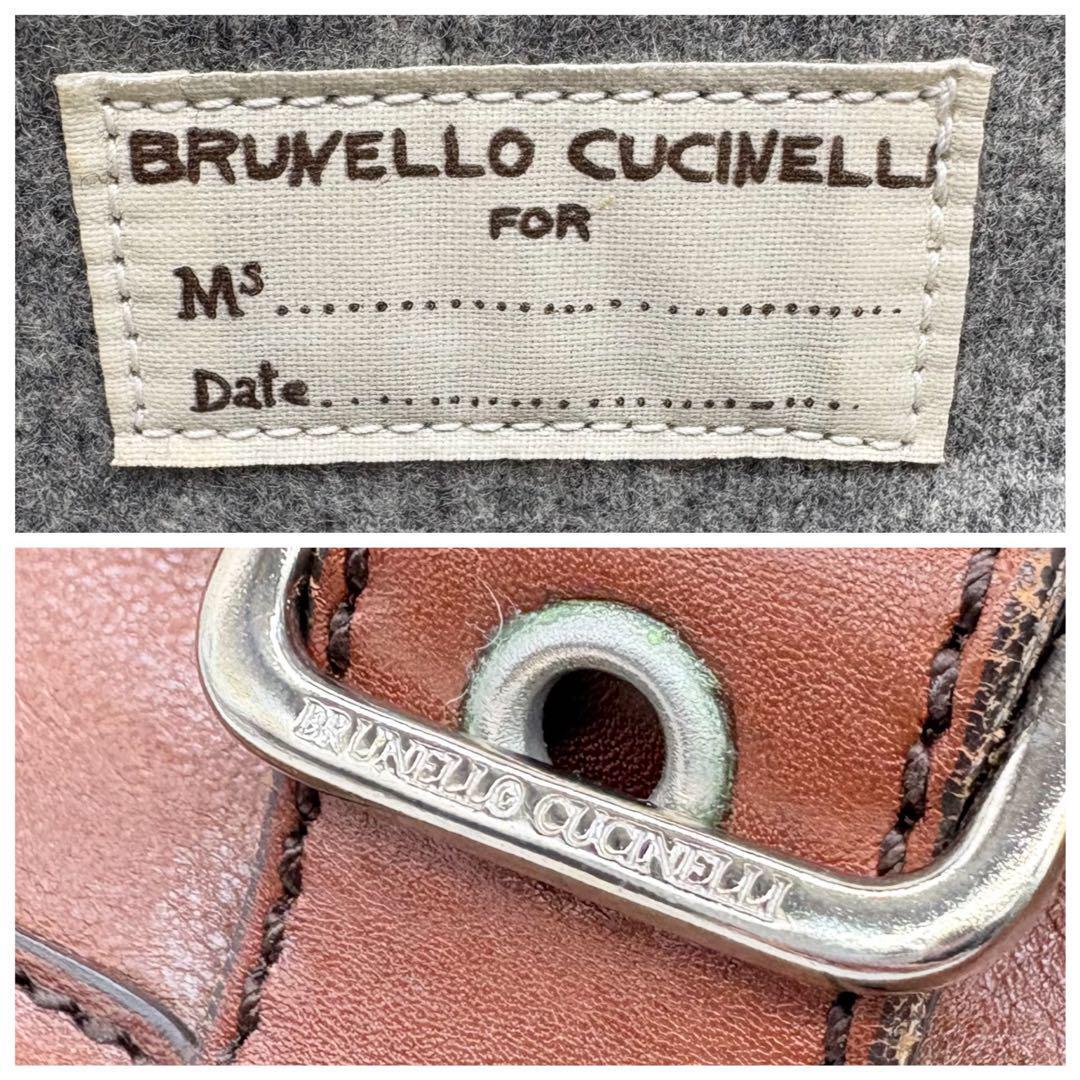 BRUNELLO CUCINELLI
FOR
Ms....................
Date....................
BRUNELLO CUCINELLI